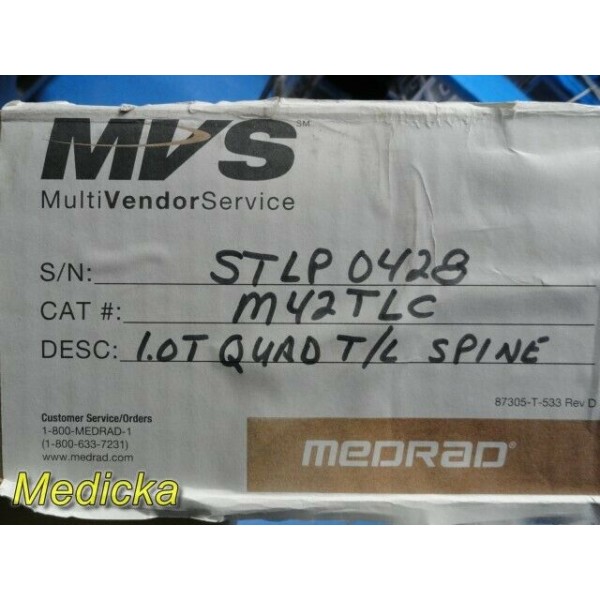 MVS SM
MultiVendorService
S/N: STLP 0428
CAT #: M42TLC
DESC: 1.0T QUAD T/L SPINE
87305-T-533 Rev D
Customer Service/Orders
1-800-MEDRAD-1
(1-800-633-7231)
www.medrad.com
MEDRAD®
Medicka